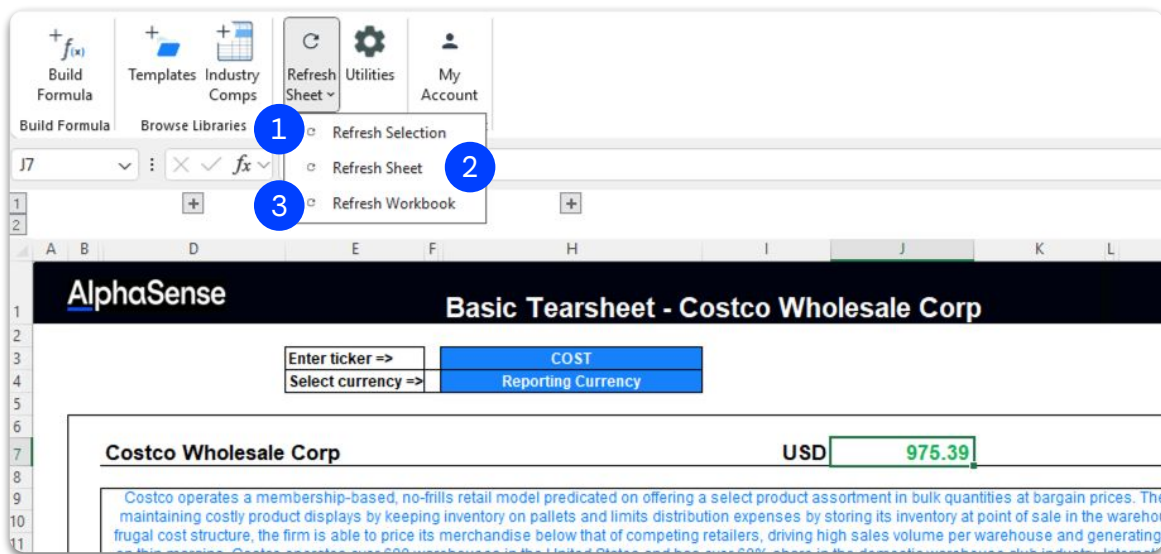 f(x)
Build Formula
Templates
Industry Comps
Refresh Sheet
Utilities
My Account
Build Formula
Browse Libraries
1
Refresh Selection
J7
fx
Refresh Sheet
2
3
Refresh Workbook
1
2
A B D E F H I J K L
1
AlphaSense
Basic Tearsheet - Costco Wholesale Corp
2
3
Enter ticker => COST
4
Select currency => Reporting Currency
5
6
7
Costco Wholesale Corp USD 975.39
8
9
Costco operates a membership-based, no-frills retail model predicated on offering a select product assortment in bulk quantities at bargain prices. The
10
maintaining costly product displays by keeping inventory on pallets and limits distribution expenses by storing its inventory at point of sale in the warehou
11
frugal cost structure, the firm is able to price its merchandise below that of competing retailers, driving high sales volume per warehouse and generating